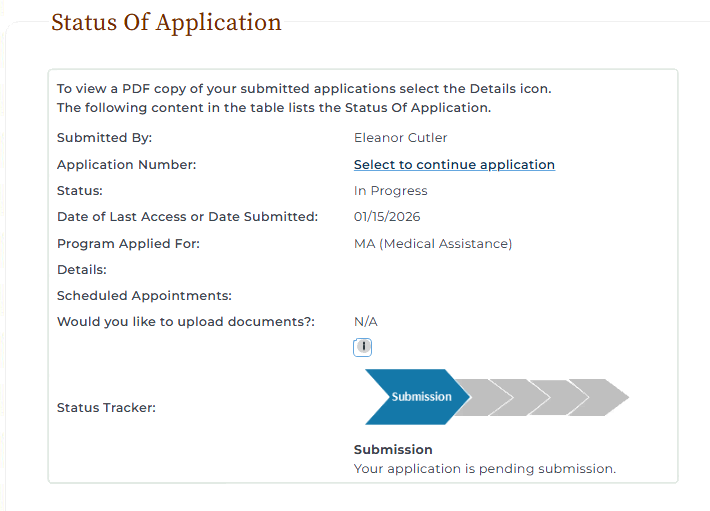 Status Of Application
To view a PDF copy of your submitted applications select the Details icon.
The following content in the table lists the Status Of Application.
Submitted By: Eleanor Cutler
Application Number: Select to continue application
Status: In Progress
Date of Last Access or Date Submitted: 01/15/2026
Program Applied For: MA (Medical Assistance)
Details:
Scheduled Appointments:
Would you like to upload documents?: N/A
i
Submission
Status Tracker:
Submission
Your application is pending submission.